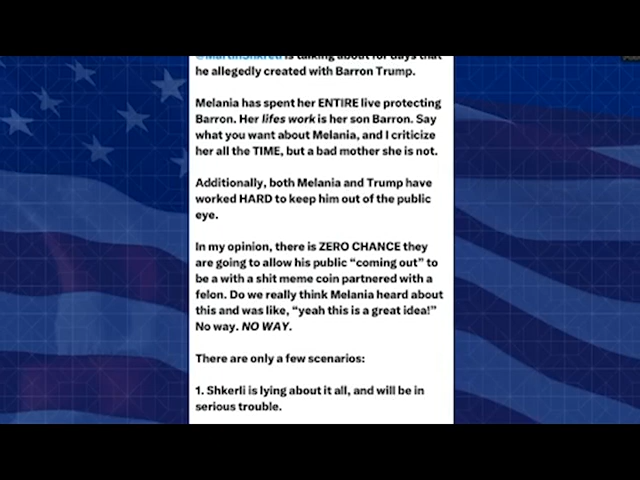 @MartinShkreli is talking about for days that
he allegedly created with Barron Trump.
Melania has spent her ENTIRE live protecting
Barron. Her lifes work is her son Barron. Say
what you want about Melania, and I criticize
her all the TIME, but a bad mother she is not.
Additionally, both Melania and Trump have
worked HARD to keep him out of the public
eye.
In my opinion, there is ZERO CHANCE they
are going to allow his public “coming out” to
be a with a shit meme coin partnered with a
felon. Do we really think Melania heard about
this and was like, “yeah this is a great idea!”
No way. NO WAY.
There are only a few scenarios:
1. Shkerli is lying about it all, and will be in
serious trouble.